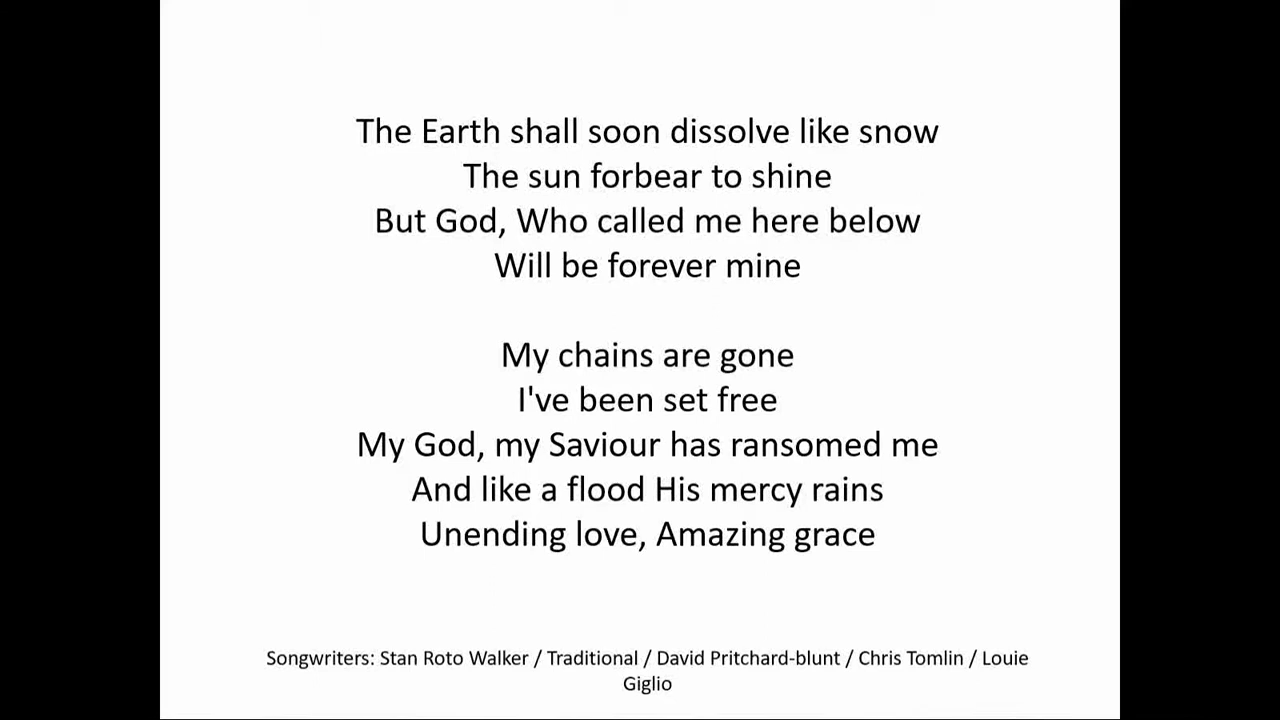 The Earth shall soon dissolve like snow
The sun forbear to shine
But God, Who called me here below
Will be forever mine
My chains are gone
I've been set free
My God, my Saviour has ransomed me
And like a flood His mercy rains
Unending love, Amazing grace
Songwriters: Stan Roto Walker / Traditional / David Pritchard-blunt / Chris Tomlin / Louie
Giglio